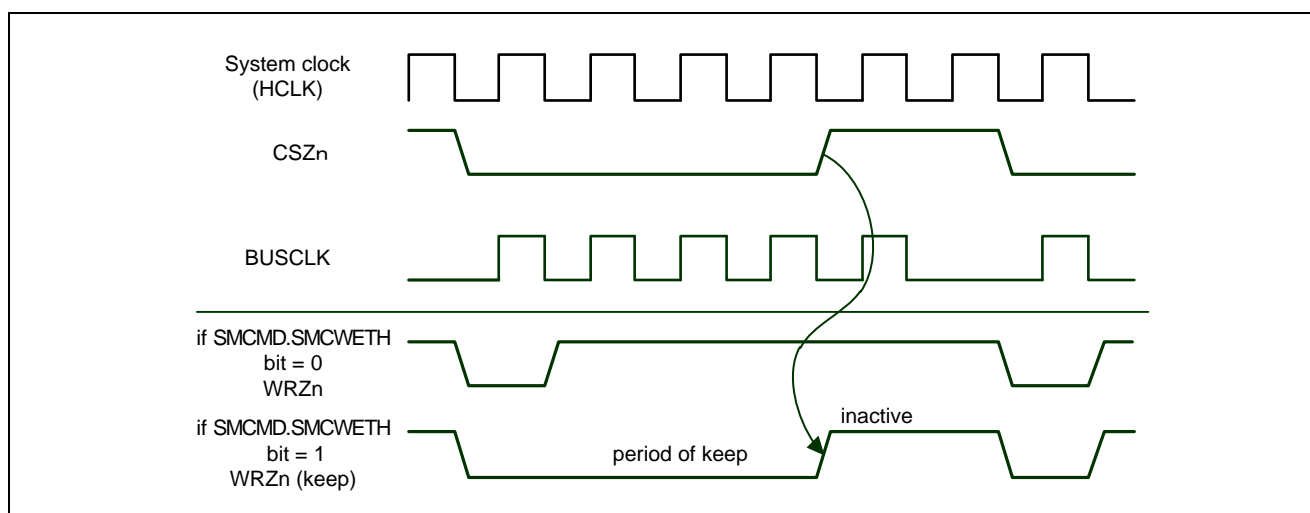 System clock
(HCLK)
CSZn
BUSCLK
if SMCMD.SMCWETH
bit = 0
WRZn
if SMCMD.SMCWETH
bit = 1
WRZn (keep)
period of keep
inactive